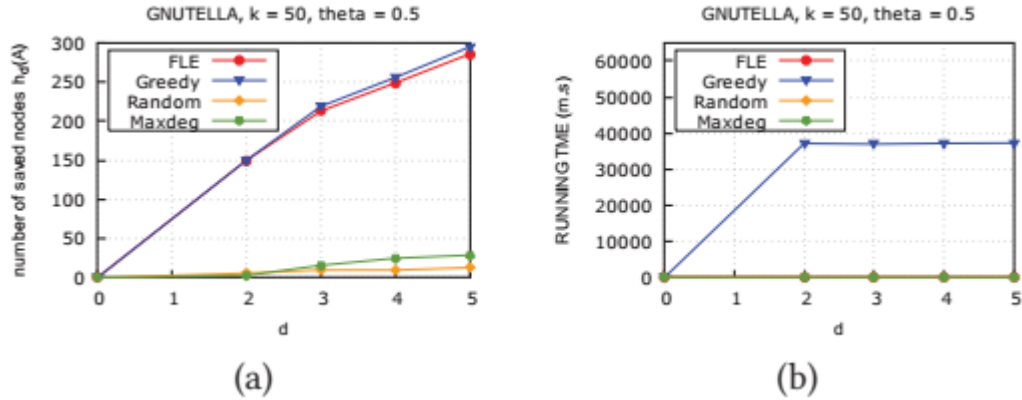 GNUTELLA, k = 50, theta = 0.5
number of saved nodes h_d(A)
300
250
200
150
100
50
0
FLE
Greedy
Random
Maxdeg
0 1 2 3 4 5
d
(a)
GNUTELLA, k = 50, theta = 0.5
RUNNING TME (m.s)
60000
50000
40000
30000
20000
10000
0
FLE
Greedy
Random
Maxdeg
0 1 2 3 4 5
d
(b)